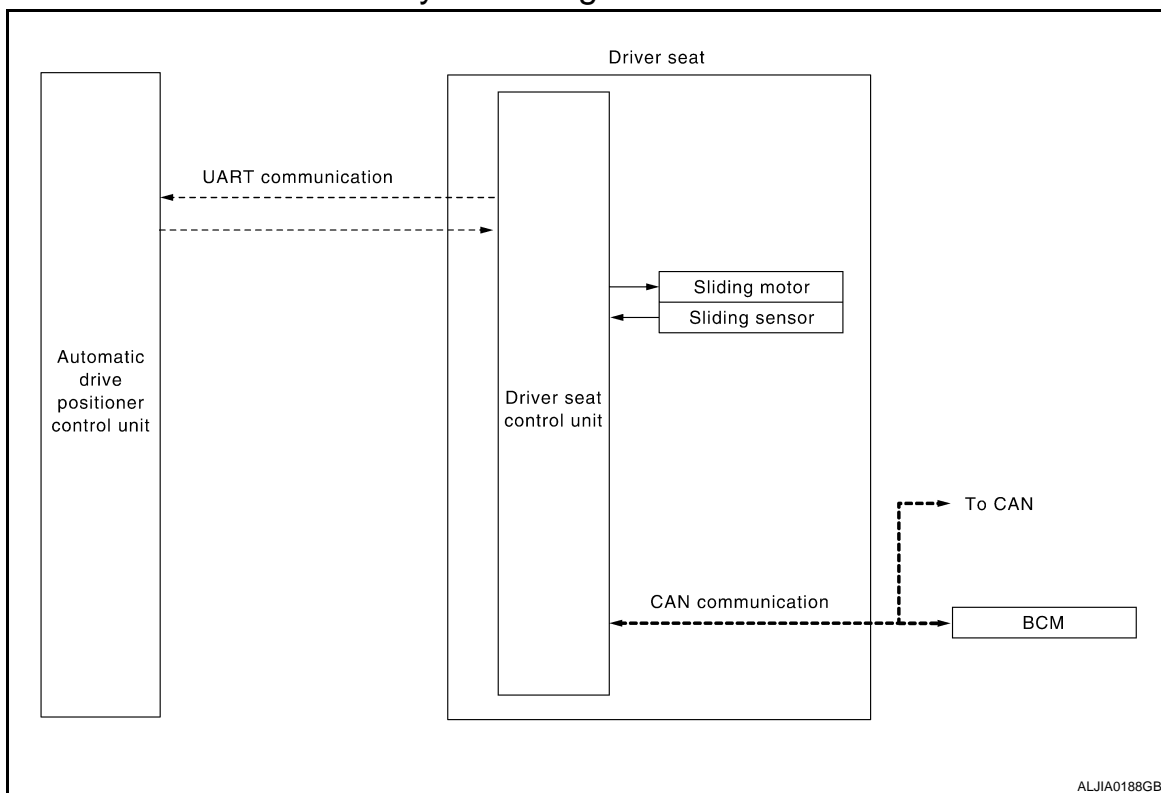 Driver seat
UART communication
Sliding motor
Sliding sensor
Automatic
drive
positioner
control unit
Driver seat
control unit
To CAN
CAN communication
BCM
ALJIA0188GB